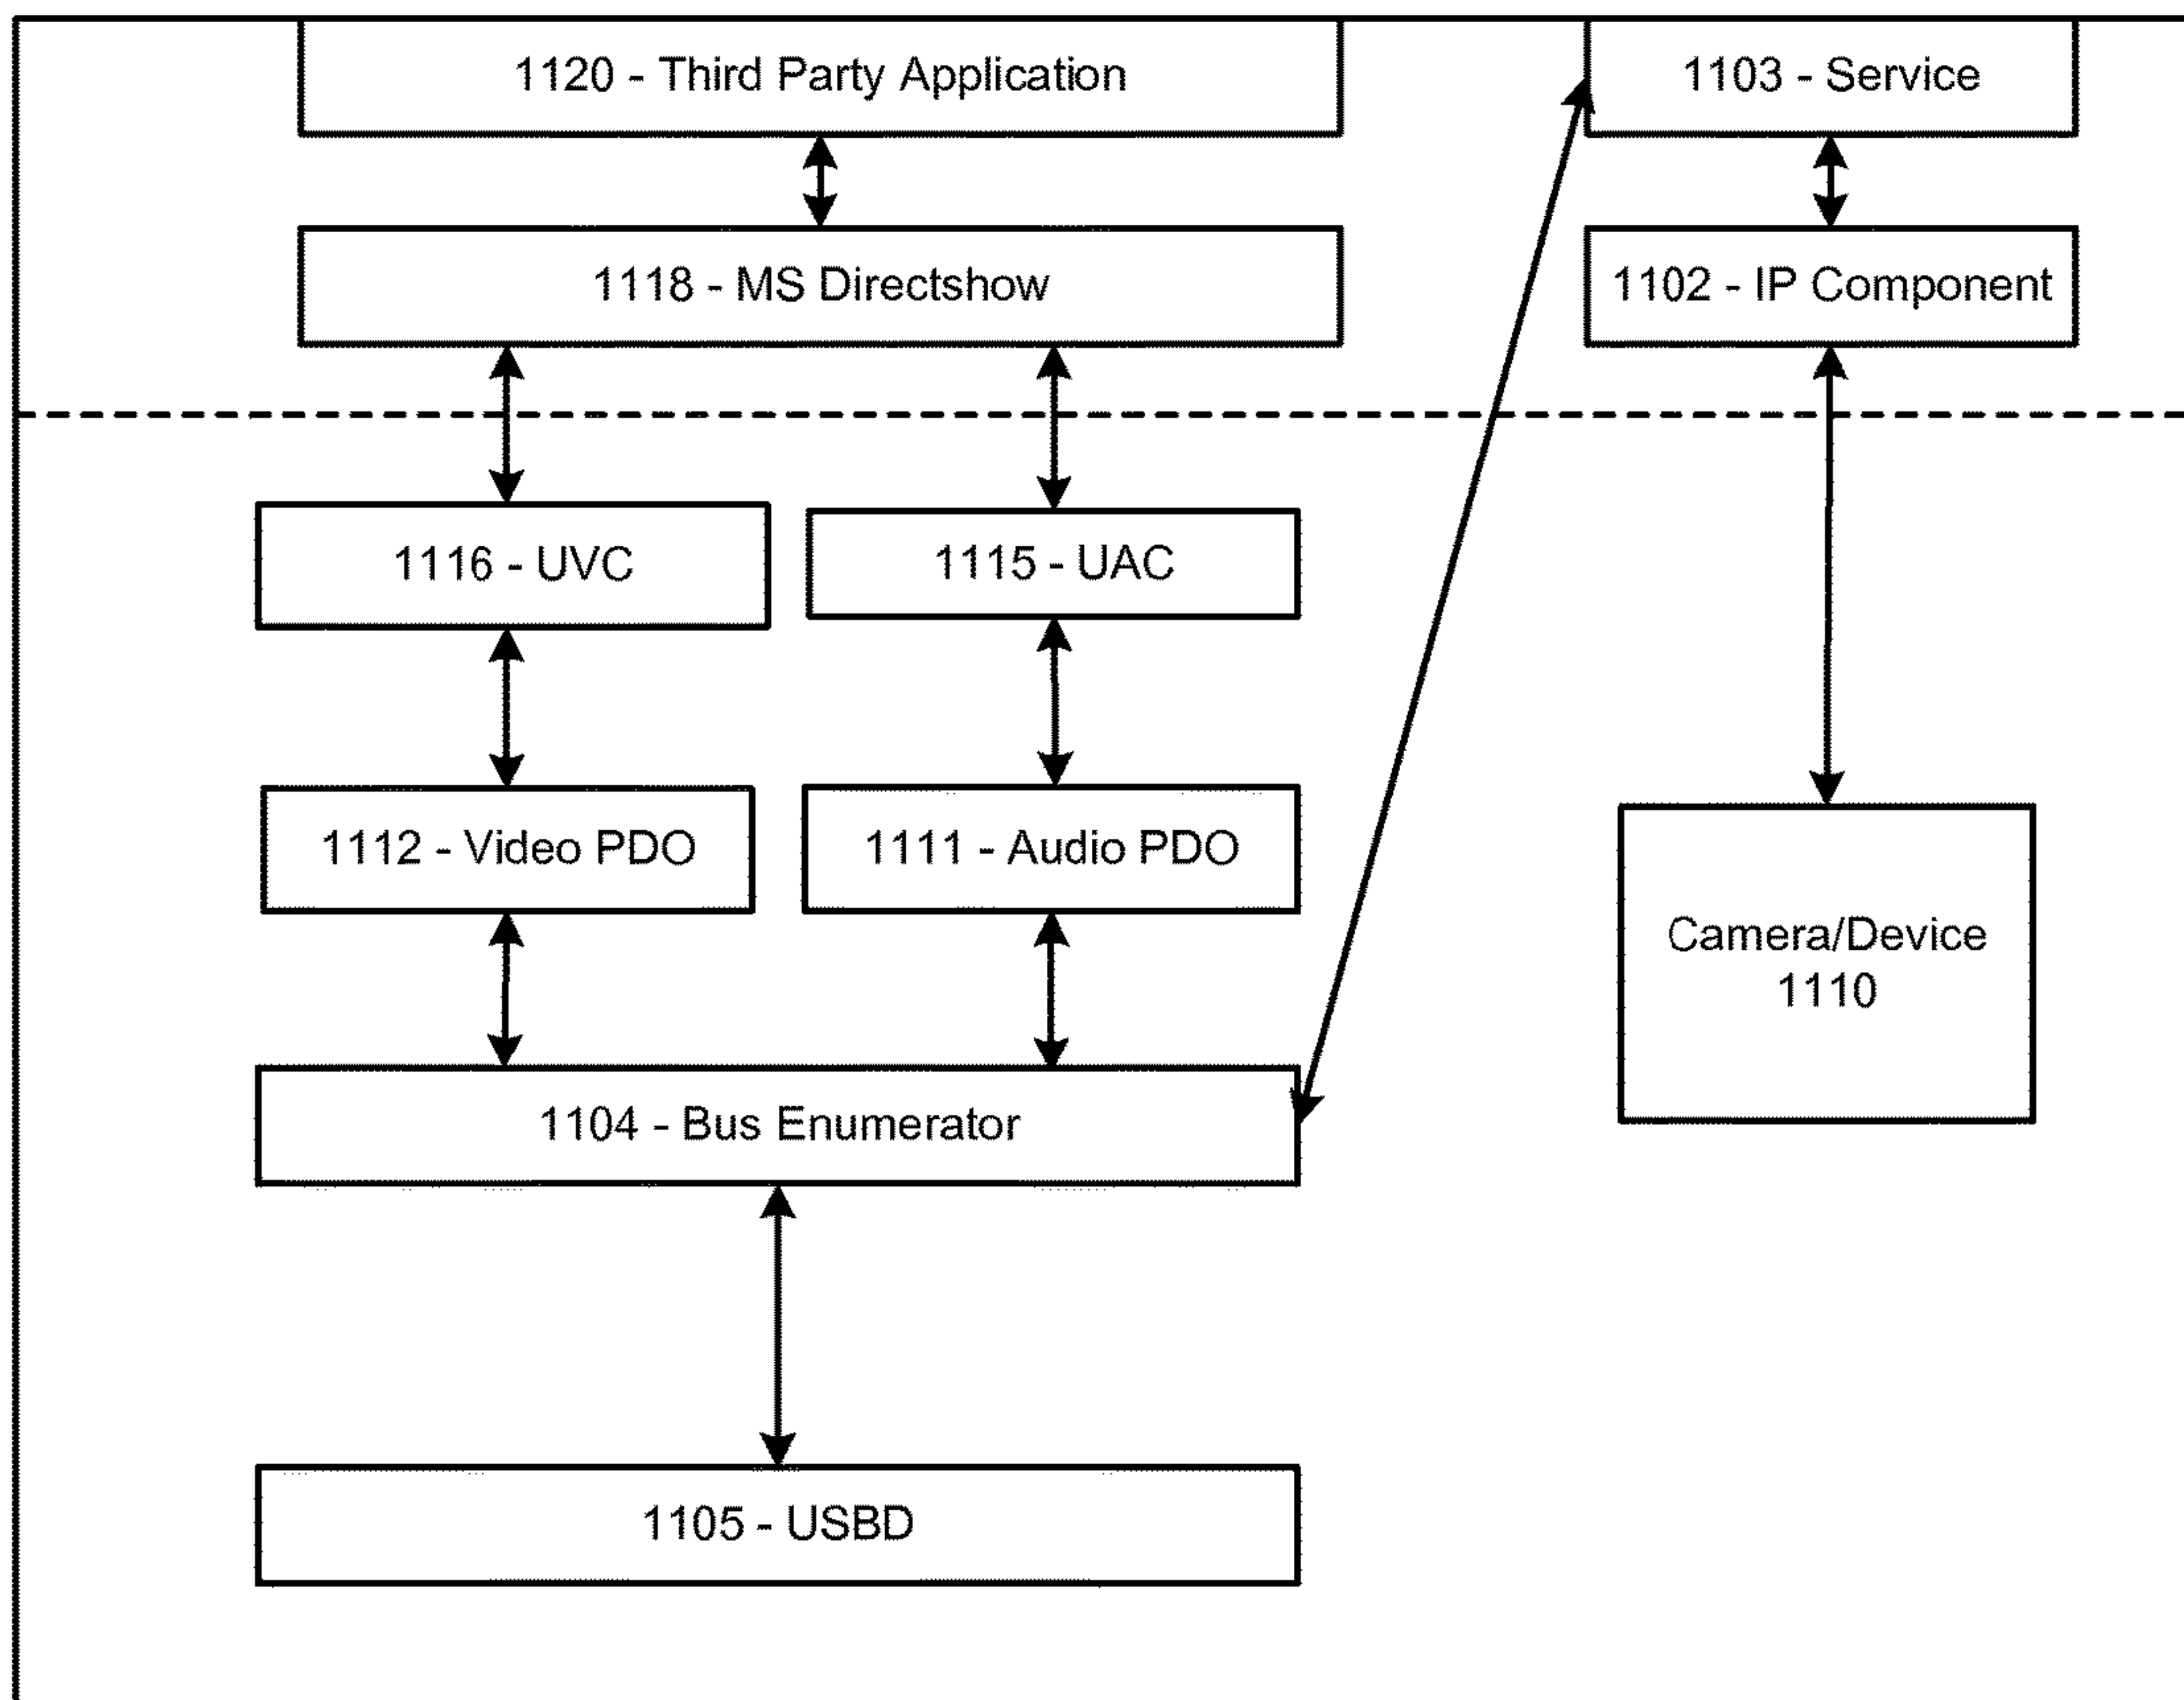 1120 - Third Party Application
1103 - Service
1118 - MS Directshow
1102 - IP Component
1116 - UVC
1115 - UAC
1112 - Video PDO
1111 - Audio PDO
Camera/Device
1110
1104 - Bus Enumerator
1105 - USBD